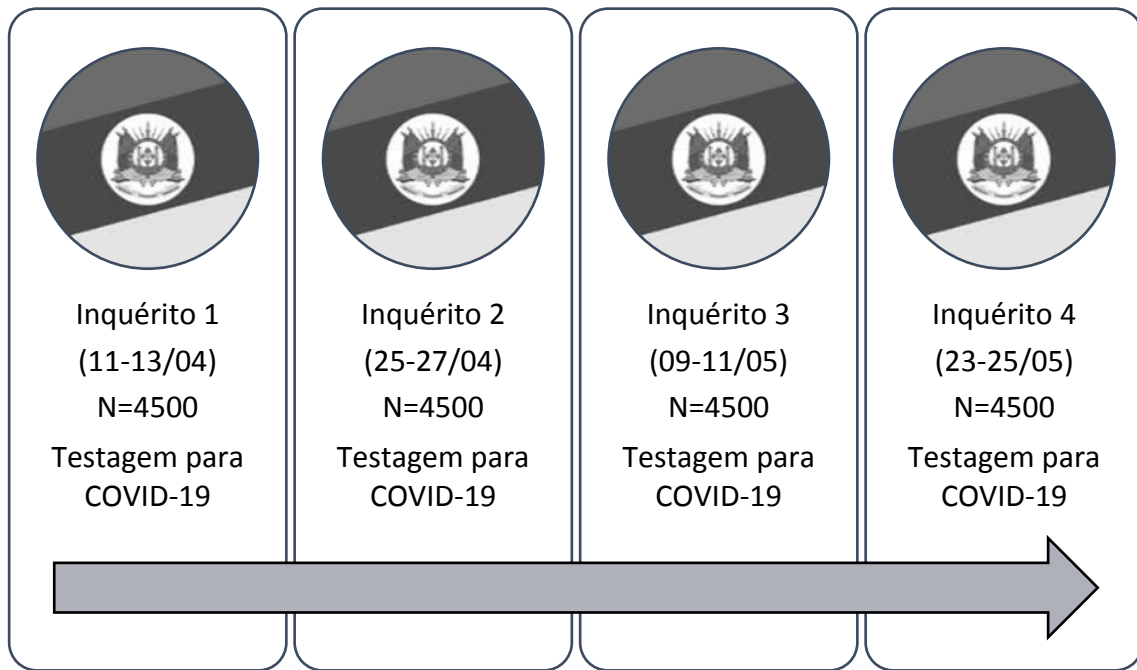 Inquérito 1
(11-13/04)
N=4500
Testagem para
COVID-19
Inquérito 2
(25-27/04)
N=4500
Testagem para
COVID-19
Inquérito 3
(09-11/05)
N=4500
Testagem para
COVID-19
Inquérito 4
(23-25/05)
N=4500
Testagem para
COVID-19